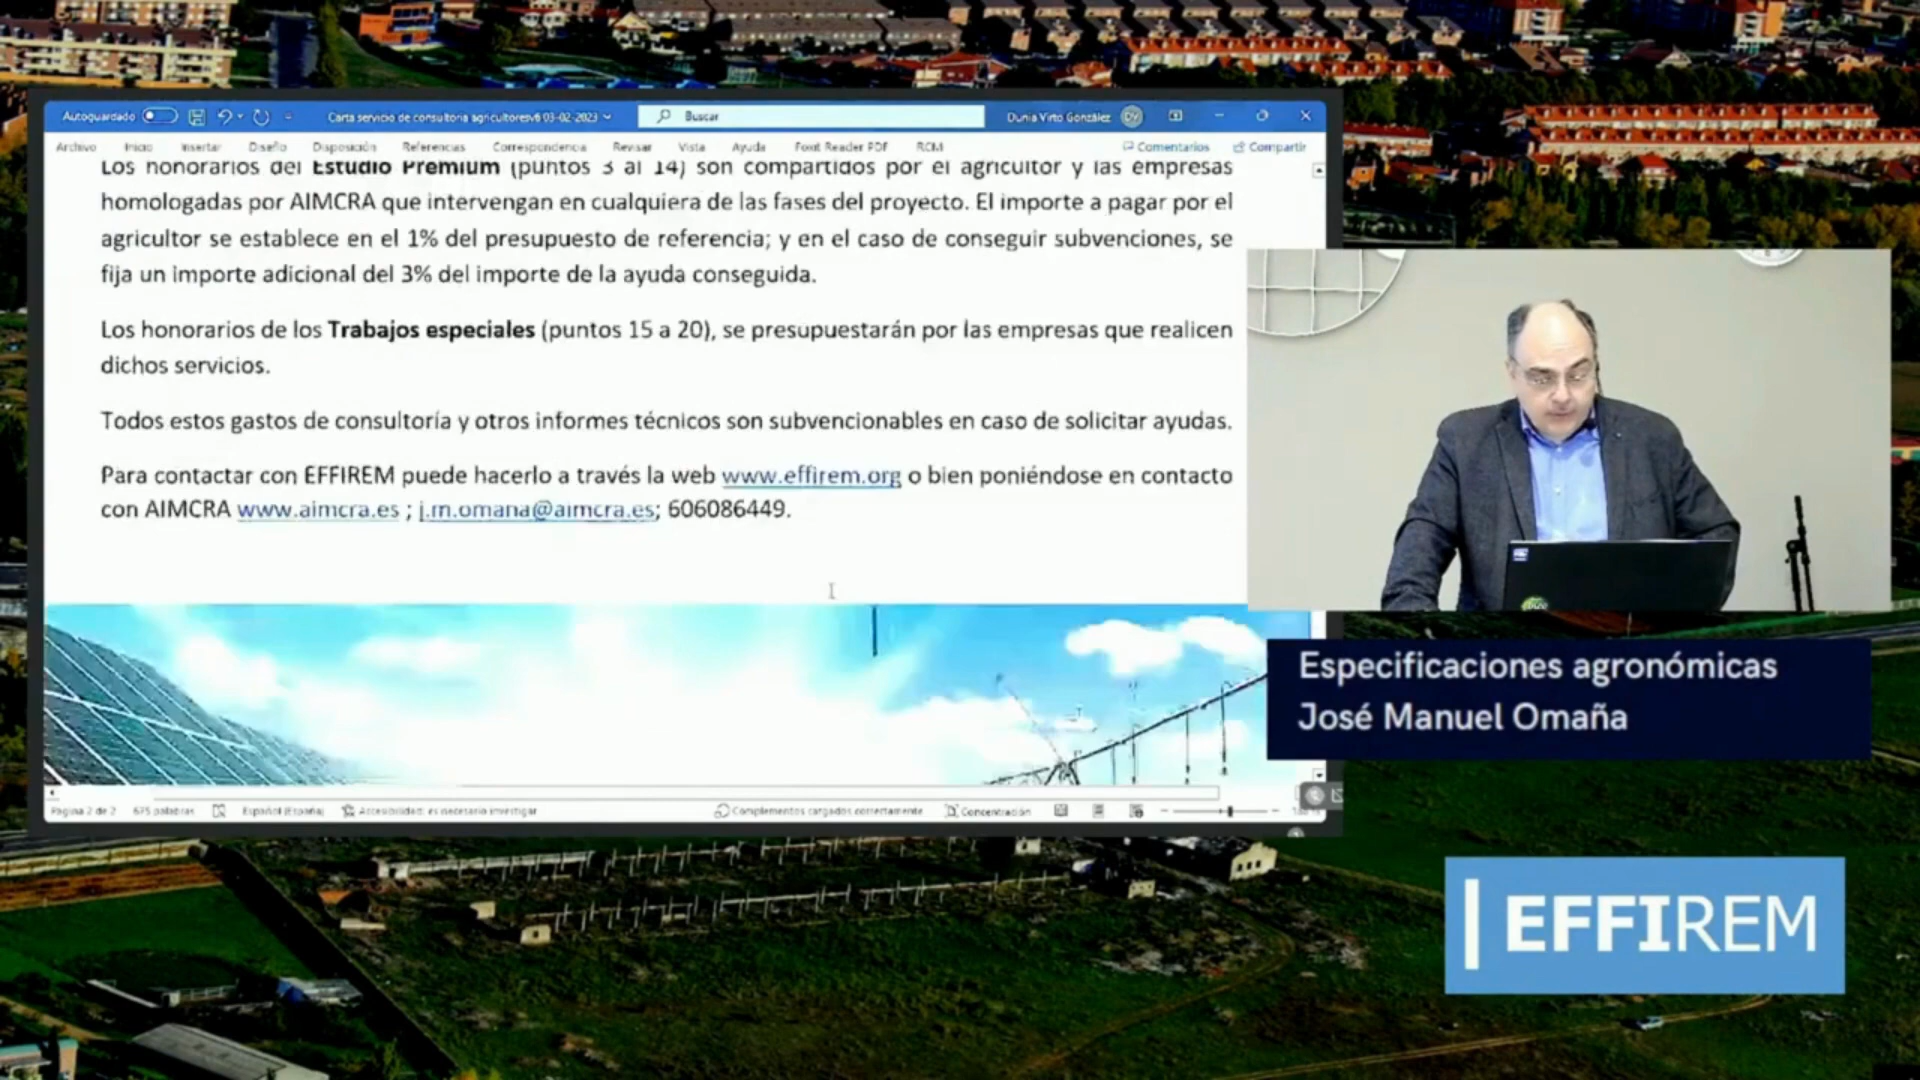 Autoguardado
Carta servicio de consultoria agricultoresv6 03-02-2023
Buscar
Dunia Virto González
DV
Archivo Inicio Insertar Diseño Disposición Referencias Correspondencia Revisar Vista Ayuda Foxit Reader PDF RCM Comentarios Compartir
Los honorarios del Estudio Premium (puntos 3 al 14) son compartidos por el agricultor y las empresas
homologadas por AIMCRA que intervengan en cualquiera de las fases del proyecto. El importe a pagar por el
agricultor se establece en el 1% del presupuesto de referencia; y en el caso de conseguir subvenciones, se
fija un importe adicional del 3% del importe de la ayuda conseguida.
Los honorarios de los Trabajos especiales (puntos 15 a 20), se presupuestarán por las empresas que realicen
dichos servicios.
Todos estos gastos de consultoría y otros informes técnicos son subvencionables en caso de solicitar ayudas.
Para contactar con EFFIREM puede hacerlo a través la web www.effirem.org o bien poniéndose en contacto
con AIMCRA www.aimcra.es ; j.m.omana@aimcra.es; 606086449.
Página 2 de 2 675 palabras Español (España) Accesibilidad: es necesario investigar Complementos cargados correctamente Concentración
Especificaciones agronómicas
José Manuel Omaña
EFFIREM